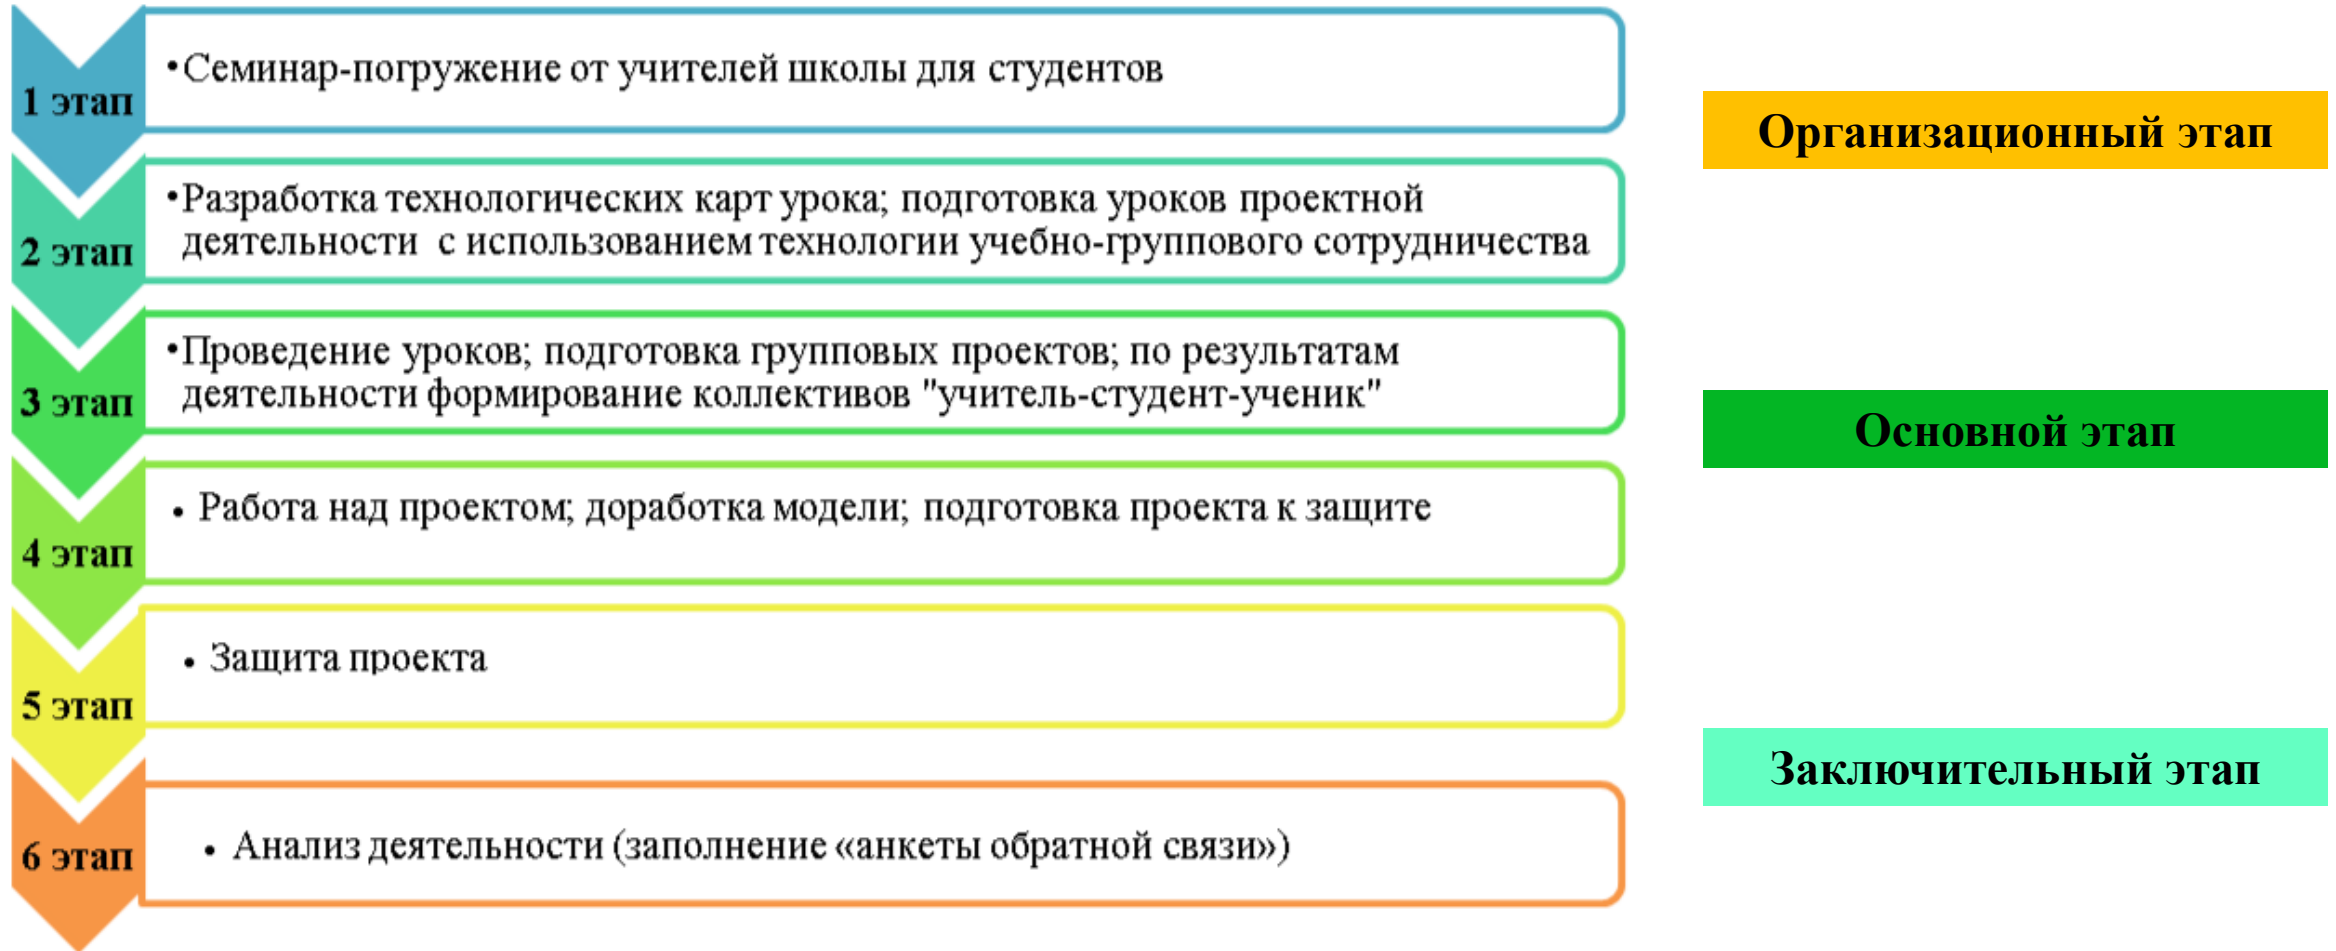 1 этап
•Семинар-погружение от учителей школы для студентов
2 этап
•Разработка технологических карт урока; подготовка уроков проектной
деятельности с использованием технологии учебно-группового сотрудничества
3 этап
•Проведение уроков; подготовка групповых проектов; по результатам
деятельности формирование коллективов "учитель-студент-ученик"
4 этап
• Работа над проектом; доработка модели; подготовка проекта к защите
5 этап
• Защита проекта
6 этап
• Анализ деятельности (заполнение «анкеты обратной связи»)
Организационный этап
Основной этап
Заключительный этап